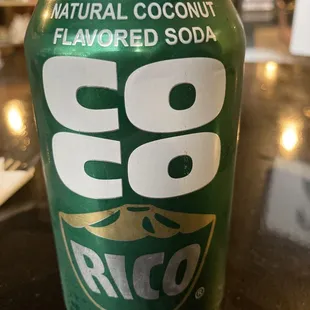 NATURAL COCONUT
FLAVORED SODA
CO
CO
RICO®